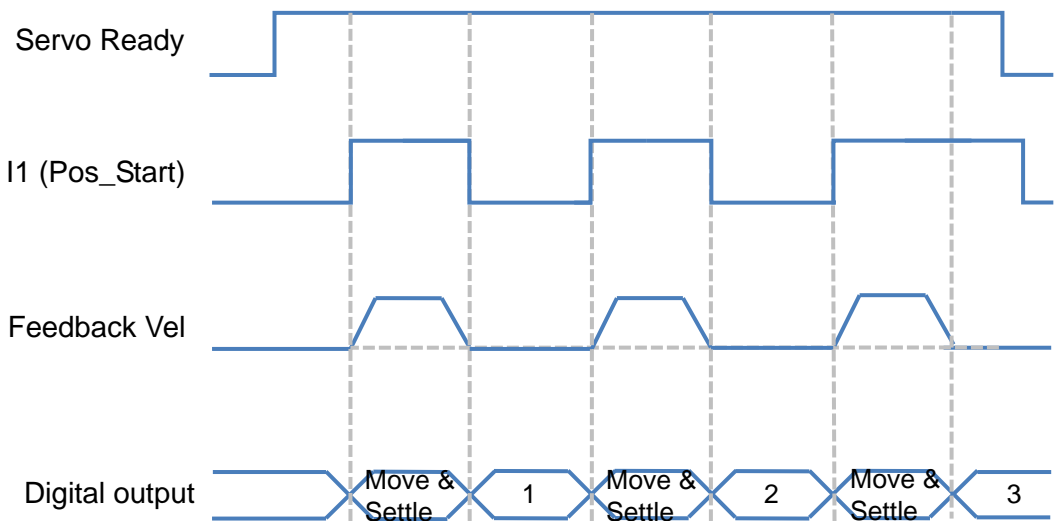 Servo Ready
I1 (Pos_Start)
Feedback Vel
Digital output
Move &
Settle
1
Move &
Settle
2
Move &
Settle
3